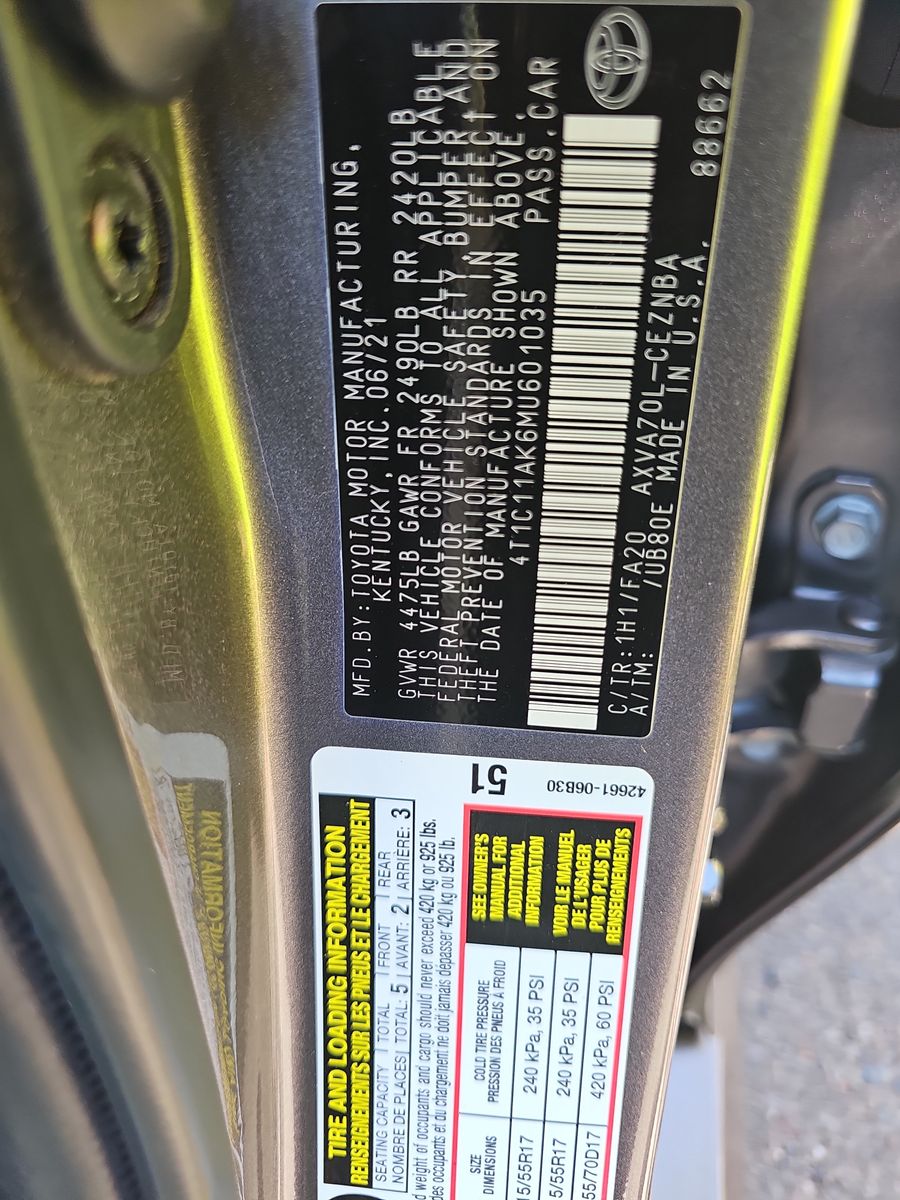 MFD.BY:TOYOTA MOTOR MANUFACTURING,
KENTUCKY, INC.06/21
GVWR 4475LB GAWR FR 2490LB RR 2420LB
THIS VEHICLE CONFORMS TO ALL APPLICABLE
FEDERAL MOTOR VEHICLE SAFETY, BUMPER, AND
THEFT PREVENTION STANDARDS IN EFFECT ON
THE DATE OF MANUFACTURE SHOWN ABOVE.
4T1C11AK6MU601035 PASS.CAR
C/TR:1H1/FA20 AXVA70L-CEZNBA
A/TM: /UB80E MADE IN U.S.A.
88662
TIRE AND LOADING INFORMATION
RENSEIGNEMENTS SUR LES PNEUS ET LE CHARGEMENT
SEATING CAPACITY TOTAL FRONT REAR
NOMBRE DE PLACES TOTAL: 5 AVANT: 2 ARRIÈRE: 3
weight of occupants and cargo should never exceed 420 kg or 925 lbs.
des occupants et du chargement ne doit jamais dépasser 420 kg ou 925 lb.
51
42661-06B30
SIZE
DIMENSIONS
COLD TIRE PRESSURE
PRESSION DES PNEUS À FROID
5/55R17 240 kPa, 35 PSI
5/55R17 240 kPa, 35 PSI
55/70D17 420 kPa, 60 PSI
SEE OWNER'S
MANUAL FOR
ADDITIONAL
INFORMATION
VOIR LE MANUEL
DE L'USAGER
POUR PLUS DE
RENSEIGNEMENTS